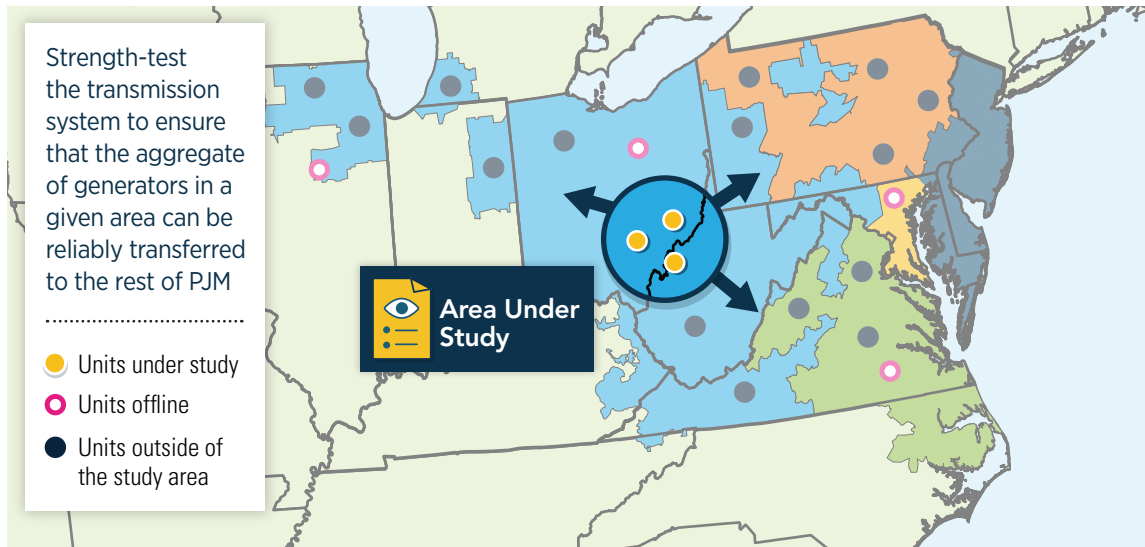 Strength-test
the transmission
system to ensure
that the aggregate
of generators in a
given area can be
reliably transferred
to the rest of PJM
Units under study
Units offline
Units outside of
the study area
Area Under
Study